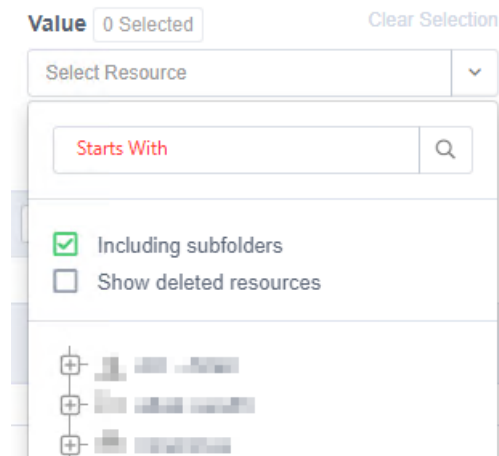 Value 0 Selected Clear Selection
Select Resource
Starts With
Including subfolders
Show deleted resources